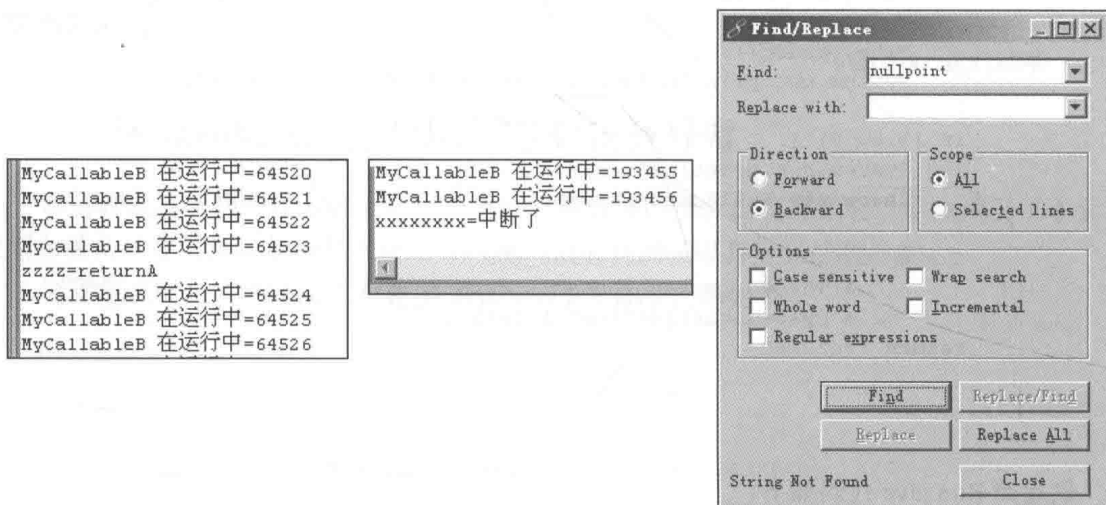 MyCallableB 在运行中=64520
MyCallableB 在运行中=64521
MyCallableB 在运行中=64522
MyCallableB 在运行中=64523
zzzz=returnA
MyCallableB 在运行中=64524
MyCallableB 在运行中=64525
MyCallableB 在运行中=64526
MyCallableB 在运行中=193455
MyCallableB 在运行中=193456
xxxxxxxx=中断了
Find/Replace
Find: nullpoint
Replace with:
Direction
Forward
Backward
Scope
All
Selected lines
Options
Case sensitive Wrap search
Whole word Incremental
Regular expressions
Find Replace/Find
Replace Replace All
String Not Found Close